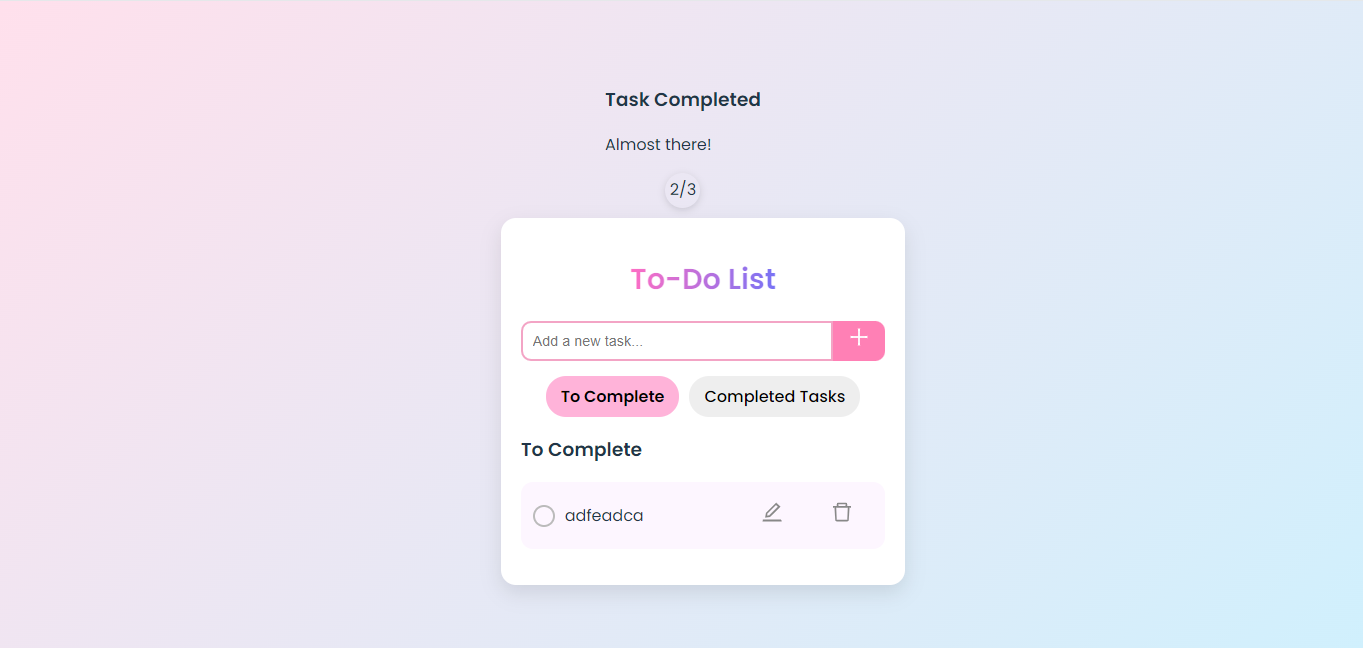 Task Completed
Almost there!
2/3
To-Do List
Add a new task...
To Complete Completed Tasks
To Complete
adfeadca